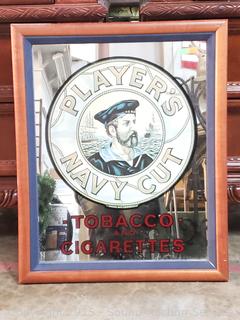 PLAYER'S
NAVY CUT
TOBACCO
AND
CIGARETTES